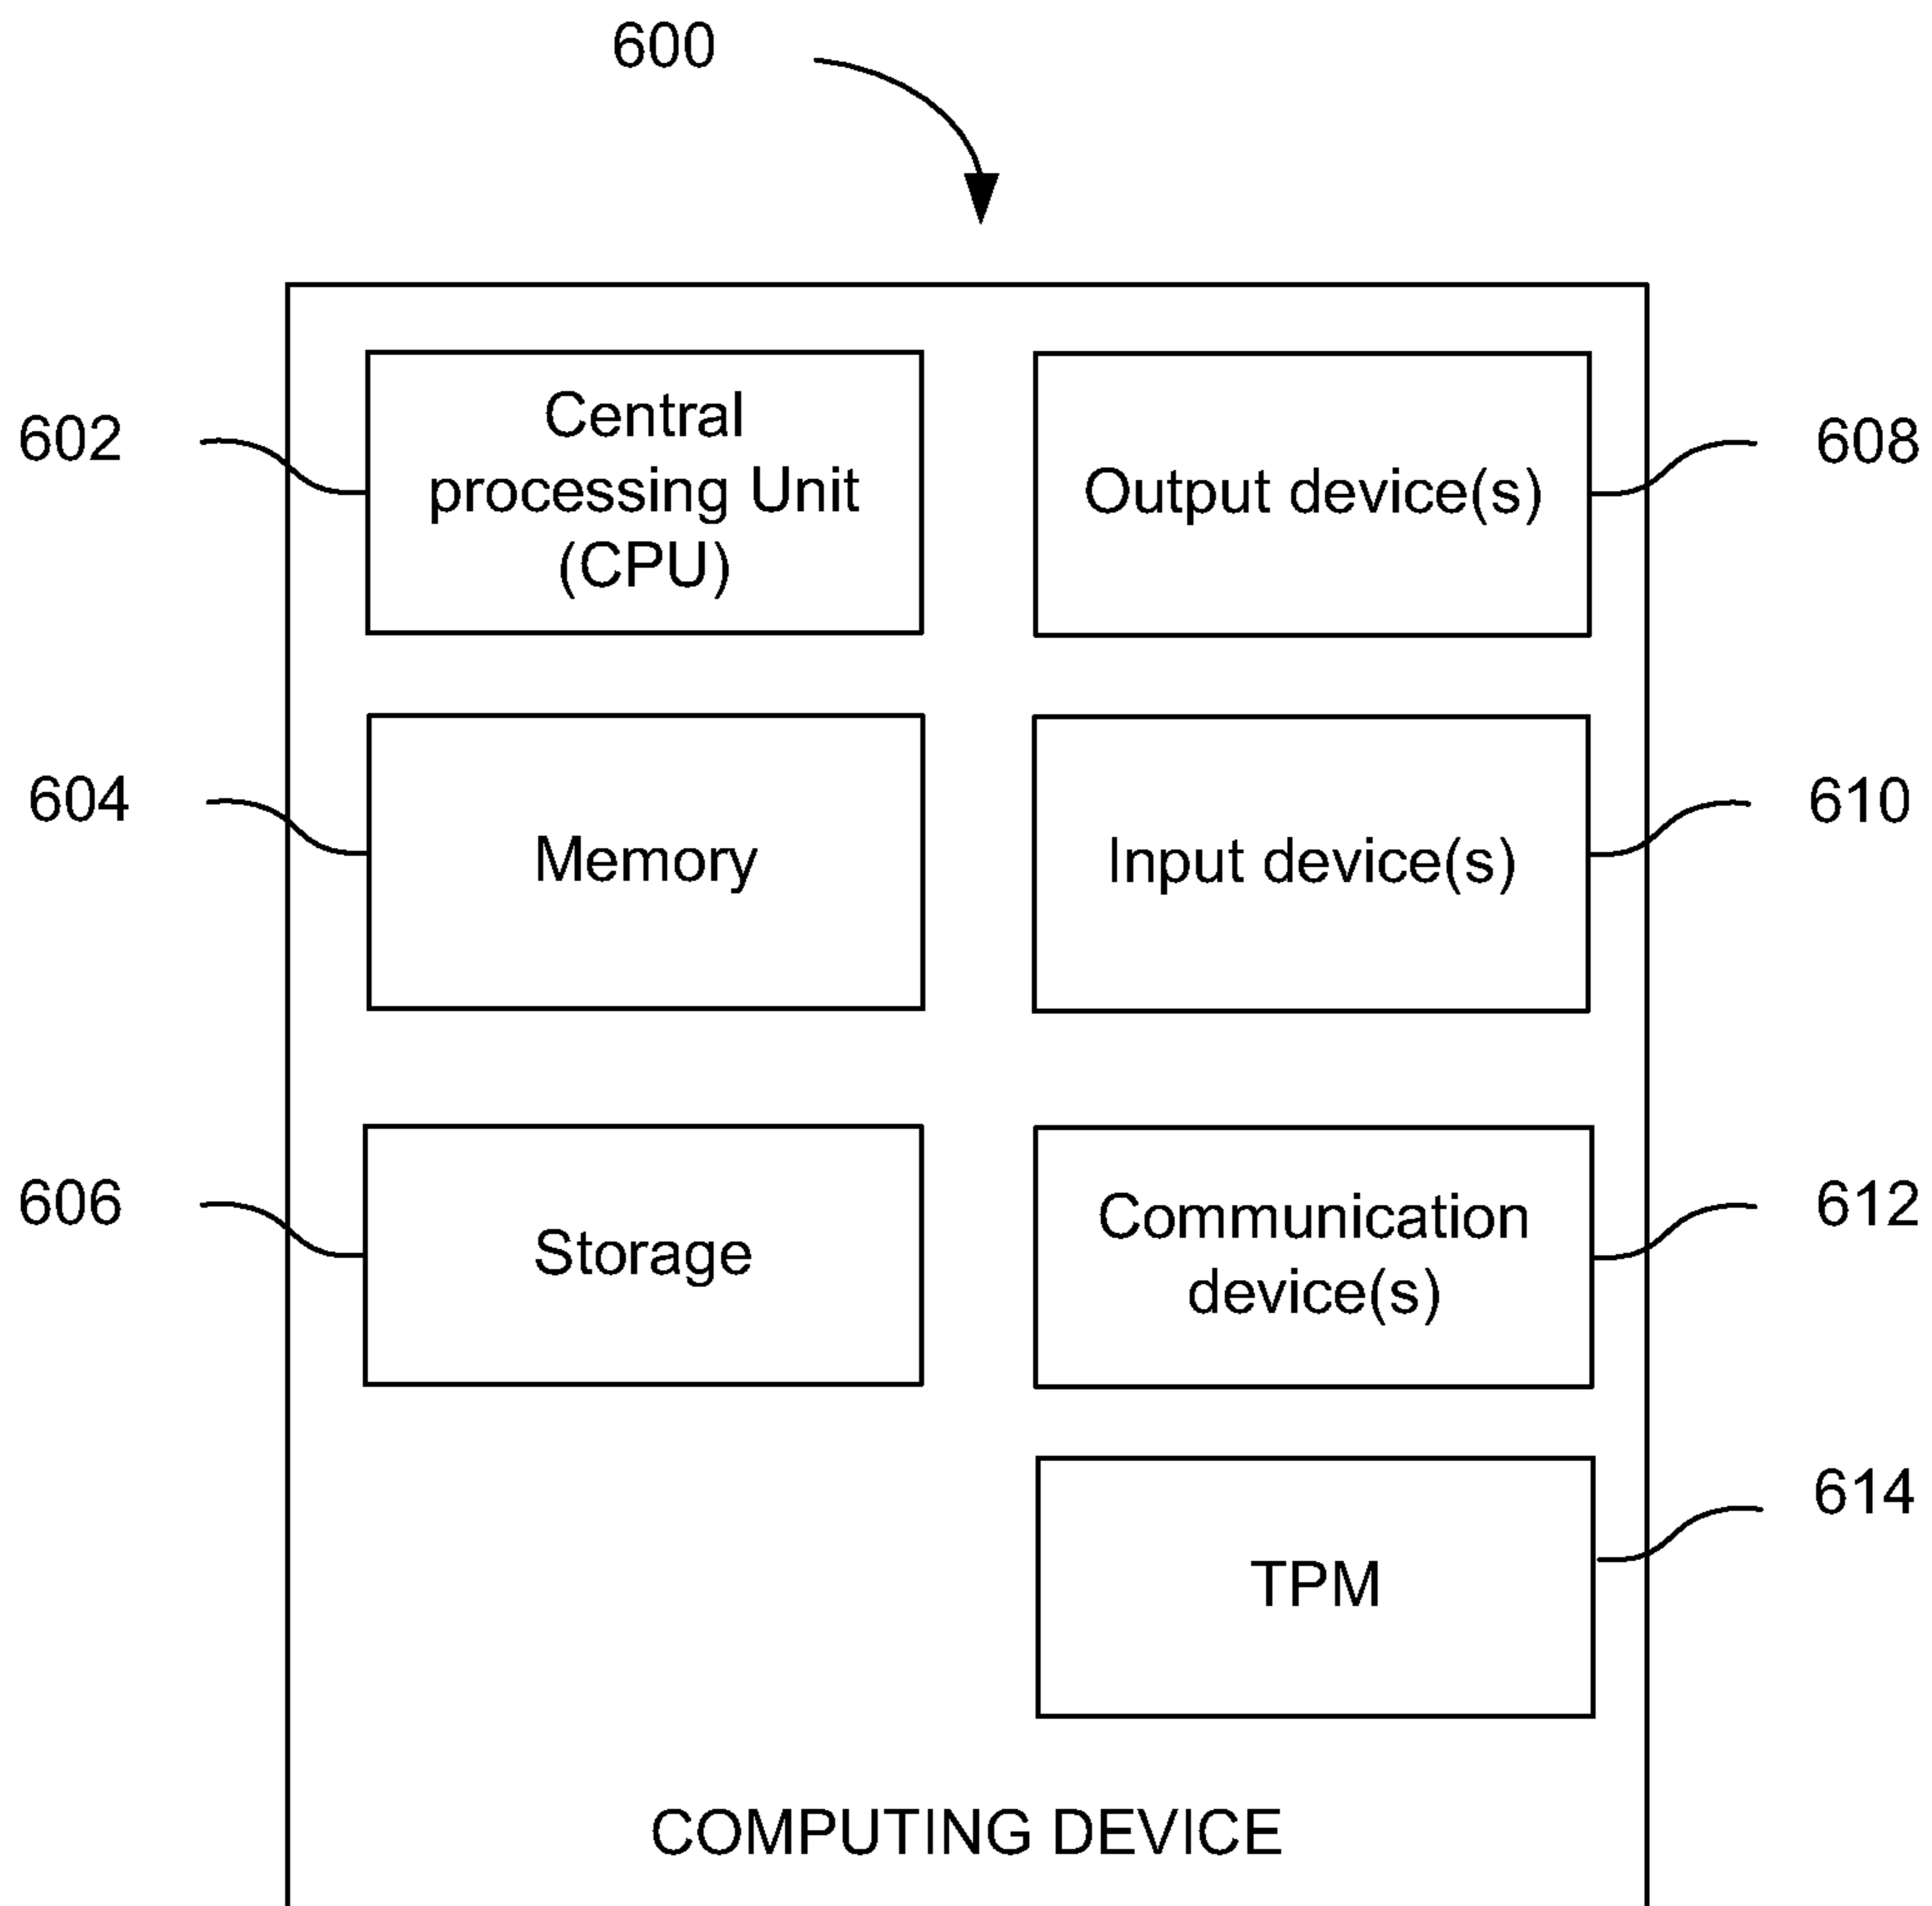 600
602
Central
processing Unit
(CPU)
Output device(s)
608
604
Memory
Input device(s)
610
606
Storage
Communication
device(s)
612
TPM
614
COMPUTING DEVICE